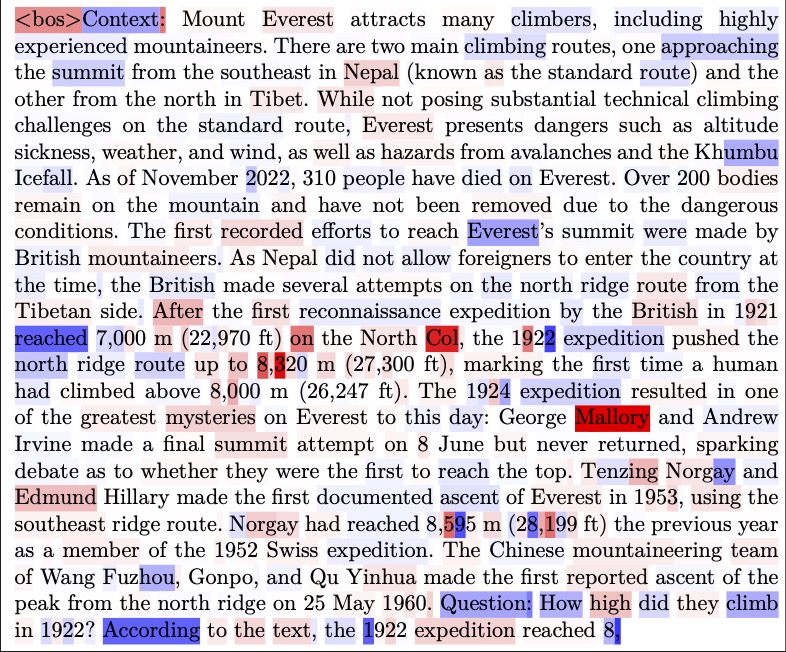 <bos>Context: Mount Everest attracts many climbers, including highly
experienced mountaineers. There are two main climbing routes, one approaching
the summit from the southeast in Nepal (known as the standard route) and the
other from the north in Tibet. While not posing substantial technical climbing
challenges on the standard route, Everest presents dangers such as altitude
sickness, weather, and wind, as well as hazards from avalanches and the Khumbu
Icefall. As of November 2022, 310 people have died on Everest. Over 200 bodies
remain on the mountain and have not been removed due to the dangerous
conditions. The first recorded efforts to reach Everest's summit were made by
British mountaineers. As Nepal did not allow foreigners to enter the country at
the time, the British made several attempts on the north ridge route from the
Tibetan side. After the first reconnaissance expedition by the British in 1921
reached 7,000 m (22,970 ft) on the North Col, the 1922 expedition pushed the
north ridge route up to 8,320 m (27,300 ft), marking the first time a human
had climbed above 8,000 m (26,247 ft). The 1924 expedition resulted in one
of the greatest mysteries on Everest to this day: George Mallory and Andrew
Irvine made a final summit attempt on 8 June but never returned, sparking
debate as to whether they were the first to reach the top. Tenzing Norgay and
Edmund Hillary made the first documented ascent of Everest in 1953, using the
southeast ridge route. Norgay had reached 8,595 m (28,199 ft) the previous year
as a member of the 1952 Swiss expedition. The Chinese mountaineering team
of Wang Fuzhou, Gonpo, and Qu Yinhua made the first reported ascent of the
peak from the north ridge on 25 May 1960. Question: How high did they climb
in 1922? According to the text, the 1922 expedition reached 8,